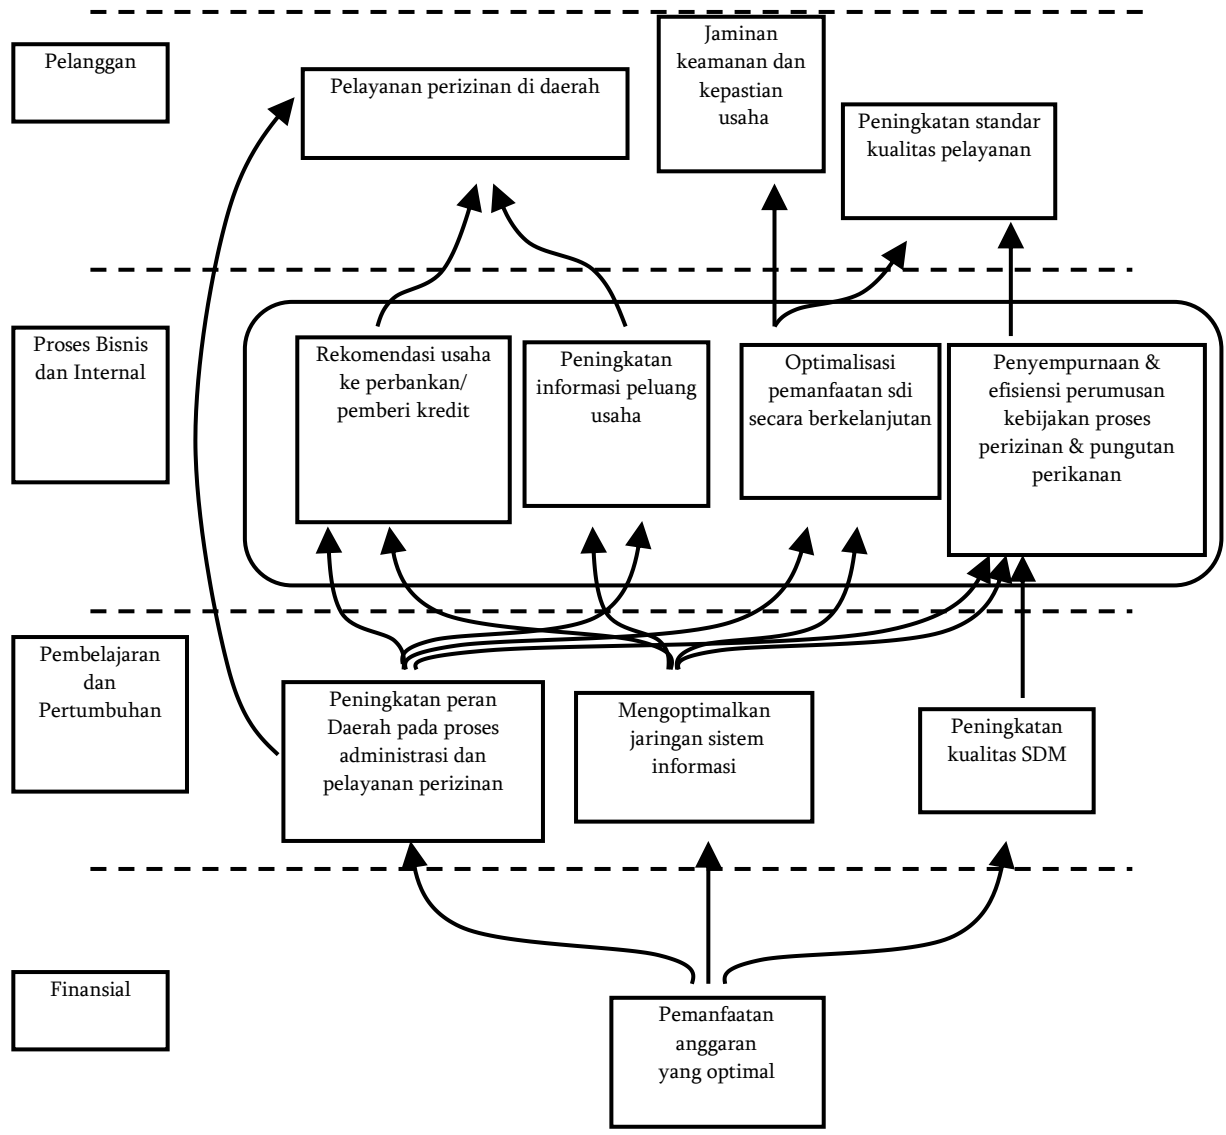 Pelanggan
Pelayanan perizinan di daerah
Jaminan
keamanan dan
kepastian
usaha
Peningkatan standar
kualitas pelayanan
Proses Bisnis
dan Internal
Rekomendasi usaha
ke perbankan/
pemberi kredit
Peningkatan
informasi peluang
usaha
Optimalisasi
pemanfaatan sdi
secara berkelanjutan
Penyempurnaan &
efisiensi perumusan
kebijakan proses
perizinan & pungutan
perikanan
Pembelajaran
dan
Pertumbuhan
Peningkatan peran
Daerah pada proses
administrasi dan
pelayanan perizinan
Mengoptimalkan
jaringan sistem
informasi
Peningkatan
kualitas SDM
Finansial
Pemanfaatan
anggaran
yang optimal